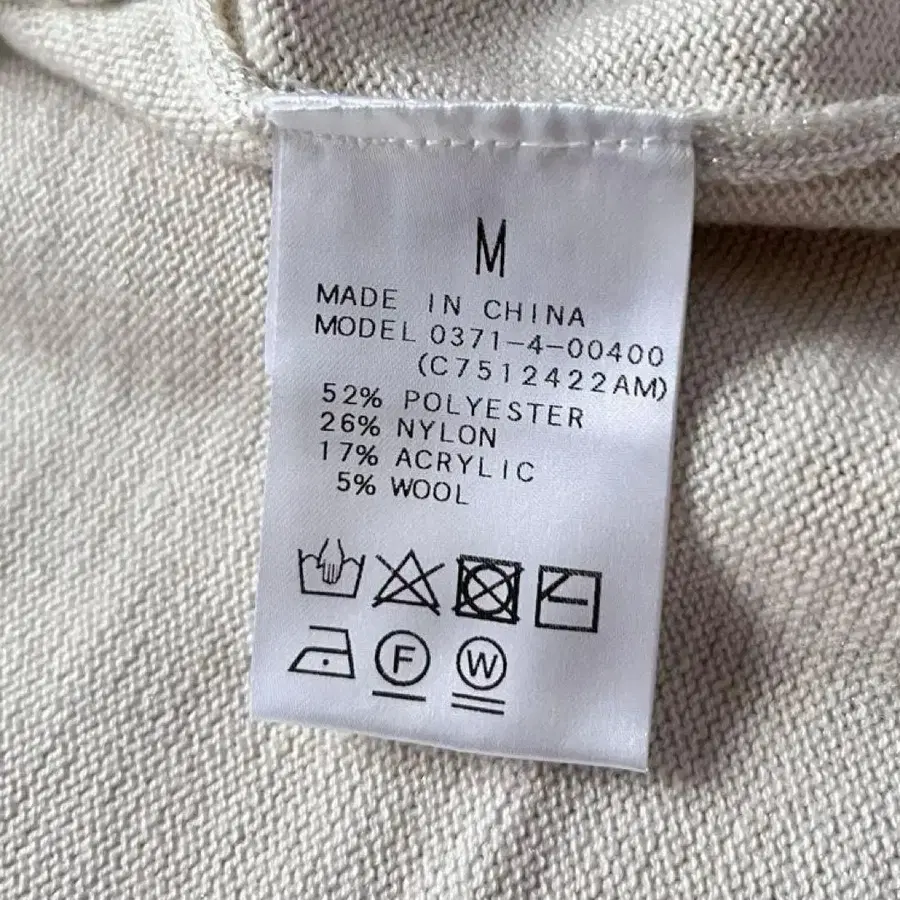 M
MADE IN CHINA
MODEL 0371-4-00400
(C7512422AM)
52% POLYESTER
26% NYLON
17% ACRYLIC
5% WOOL
F W